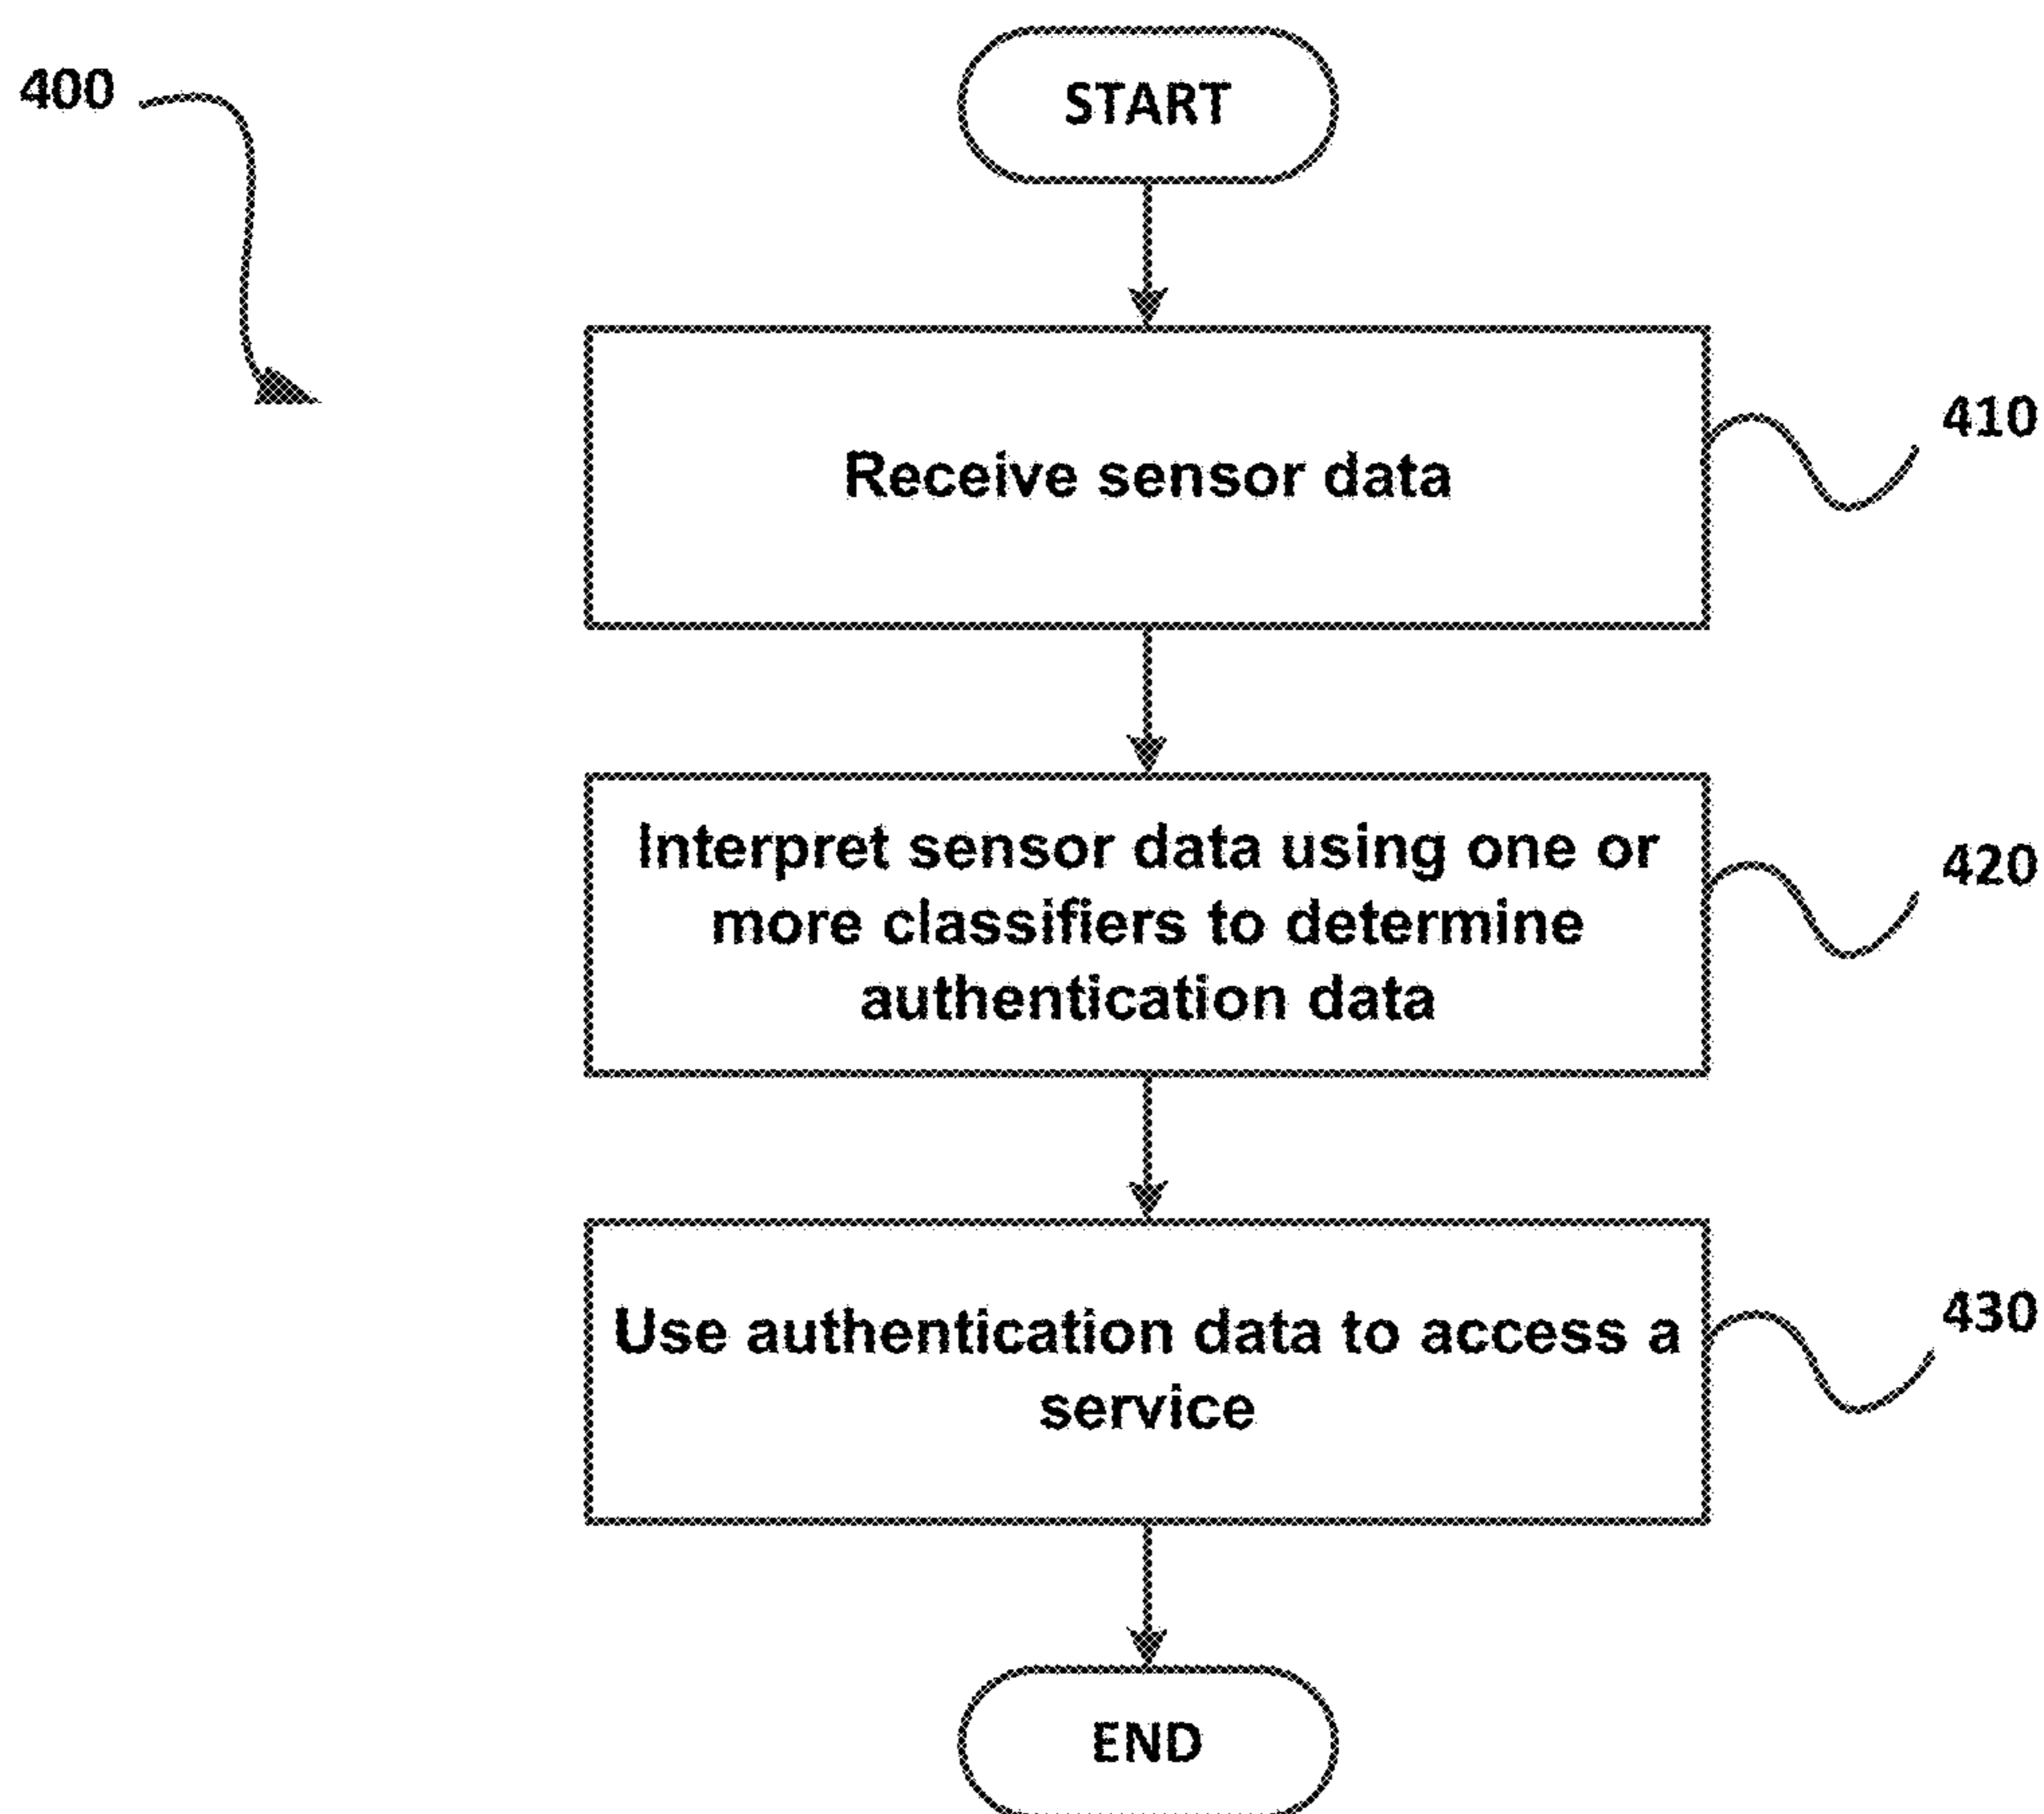 400
START
410
Receive sensor data
420
Interpret sensor data using one or
more classifiers to determine
authentication data
430
Use authentication data to access a
service
END